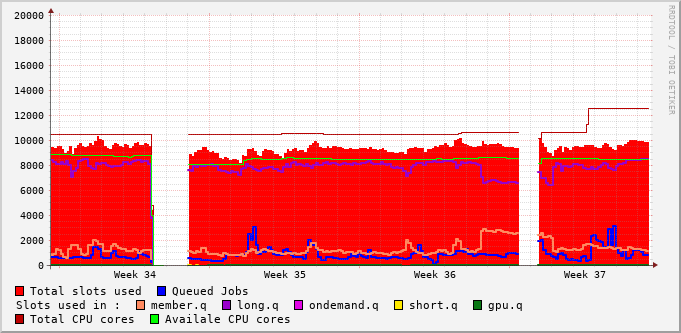 20000
18000
16000
14000
12000
10000
8000
6000
4000
2000
0
Week 34 Week 35 Week 36 Week 37
RRDTOOL / TOBI OETIKER
Total slots used Queued Jobs
Slots used in : member.q long.q ondemand.q short.q gpu.q
Total CPU cores Availale CPU cores